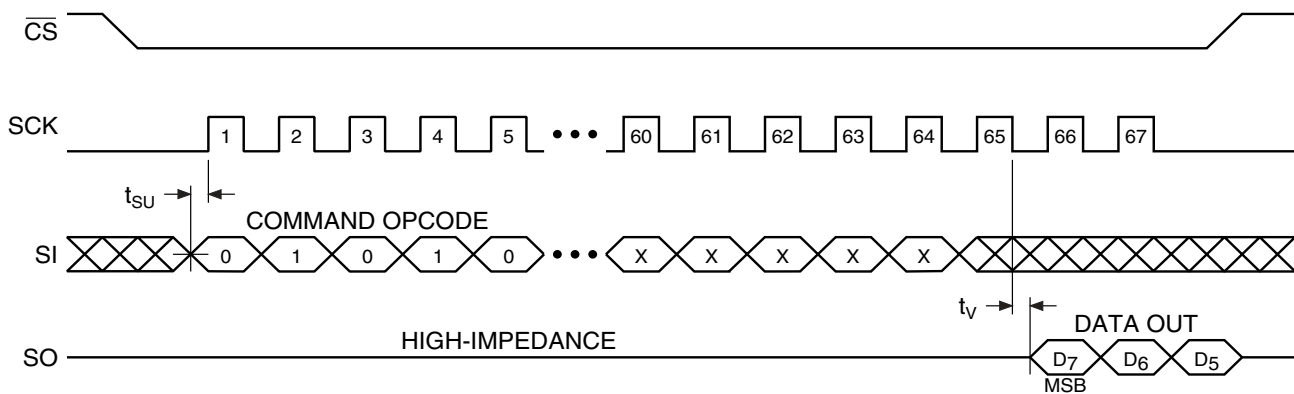 CS
SCK
1 2 3 4 5 ••• 60 61 62 63 64 65 66 67
tSU
COMMAND OPCODE
SI
0 1 0 1 0 ••• X X X X X
tV
HIGH-IMPEDANCE
DATA OUT
SO
D7 D6 D5
MSB